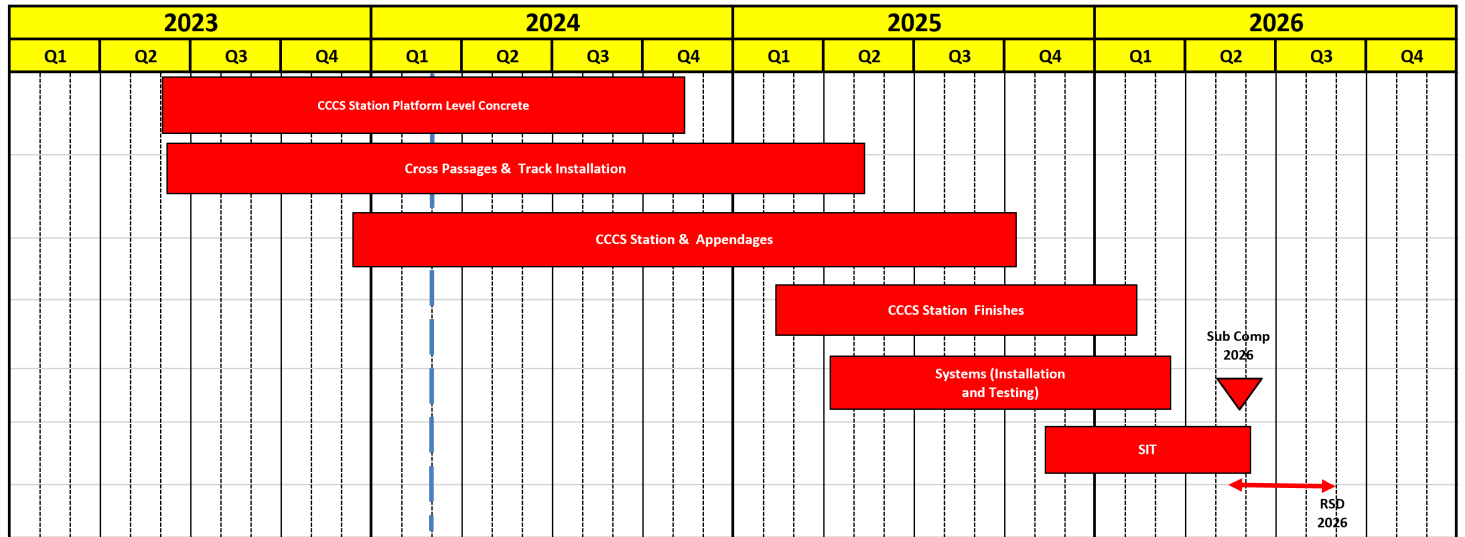 2023 2024 2025 2026
Q1 Q2 Q3 Q4 Q1 Q2 Q3 Q4 Q1 Q2 Q3 Q4 Q1 Q2 Q3 Q4
CCCS Station Platform Level Concrete
Cross Passages & Track Installation
CCCS Station & Appendages
CCCS Station Finishes
Sub Comp
2026
Systems (Installation
and Testing)
SIT
RSD
2026